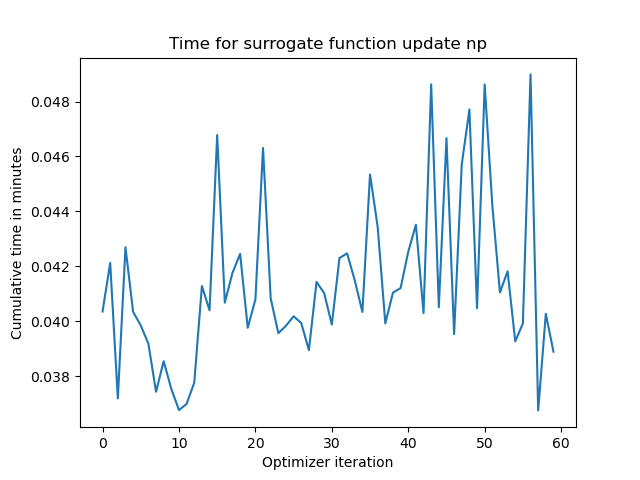 Time for surrogate function update np
Cumulative time in minutes
0.048
0.046
0.044
0.042
0.040
0.038
0 10 20 30 40 50 60
Optimizer iteration